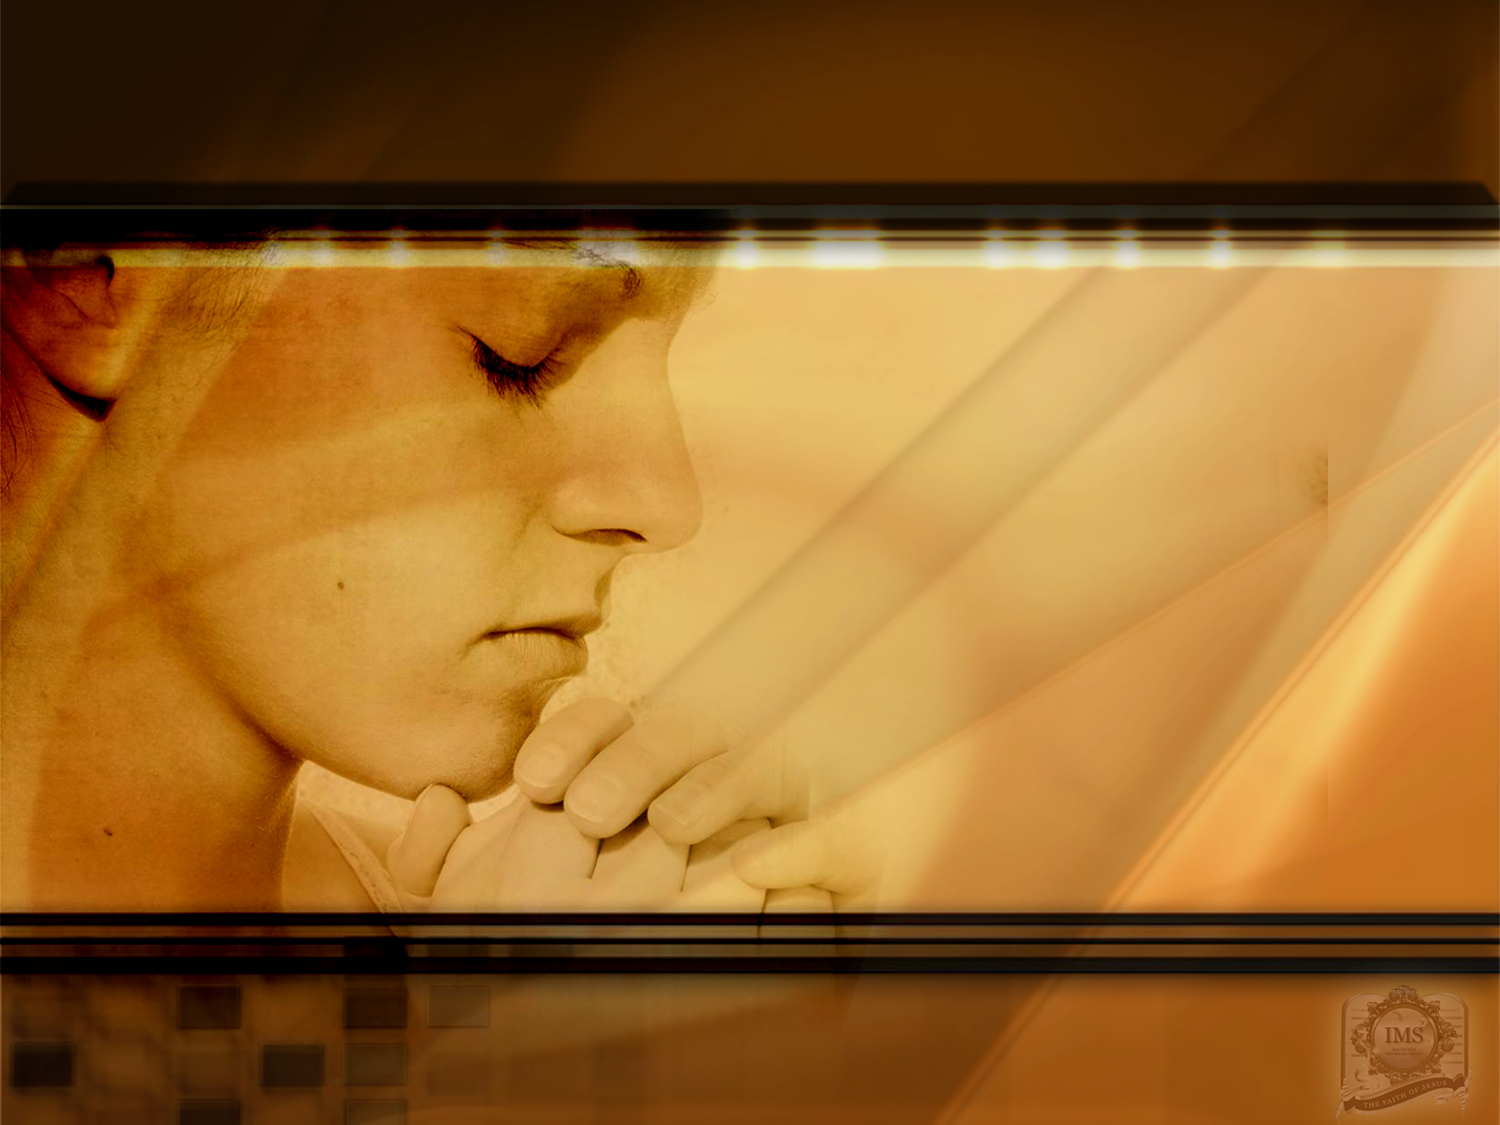 IMS
THE FAITH OF JESUS